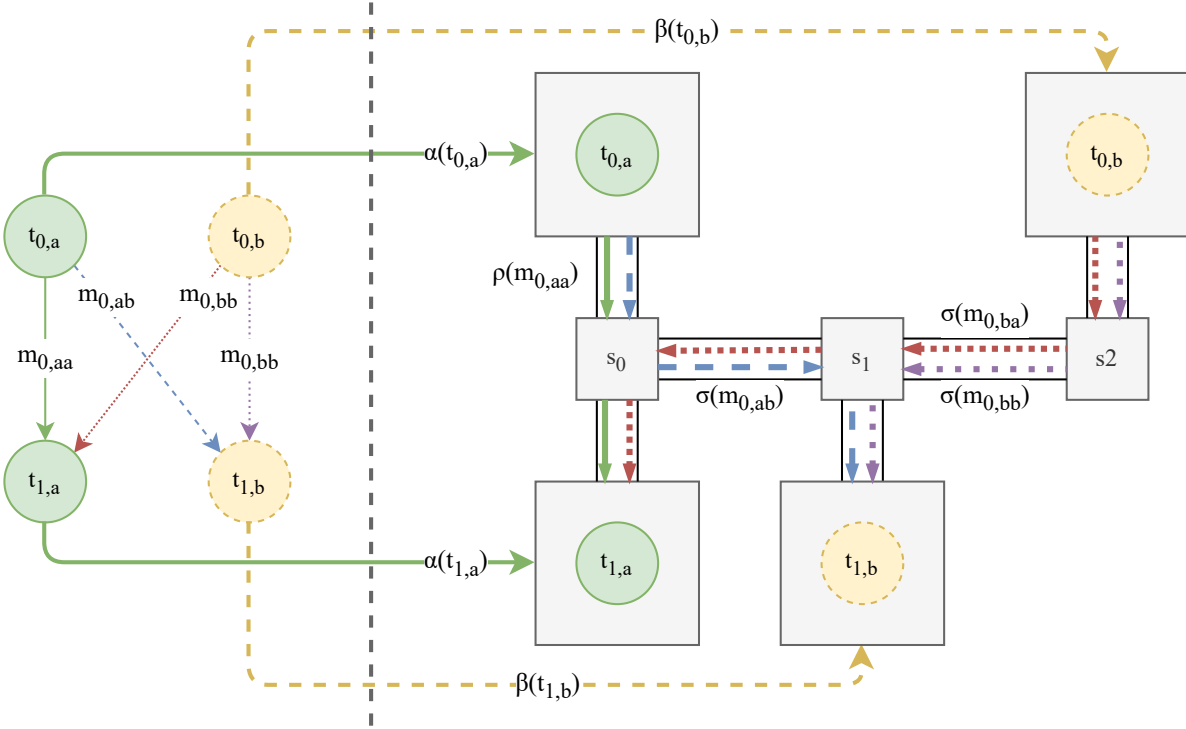 β(t0,b)
α(t0,a)
t0,a
t0,b
t0,a
t0,b
ρ(m0,aa)
m0,ab
m0,bb
σ(m0,ba)
m0,aa
m0,bb
s0
s1
s2
σ(m0,ab)
σ(m0,bb)
t1,a
t1,b
α(t1,a)
t1,a
t1,b
β(t1,b)